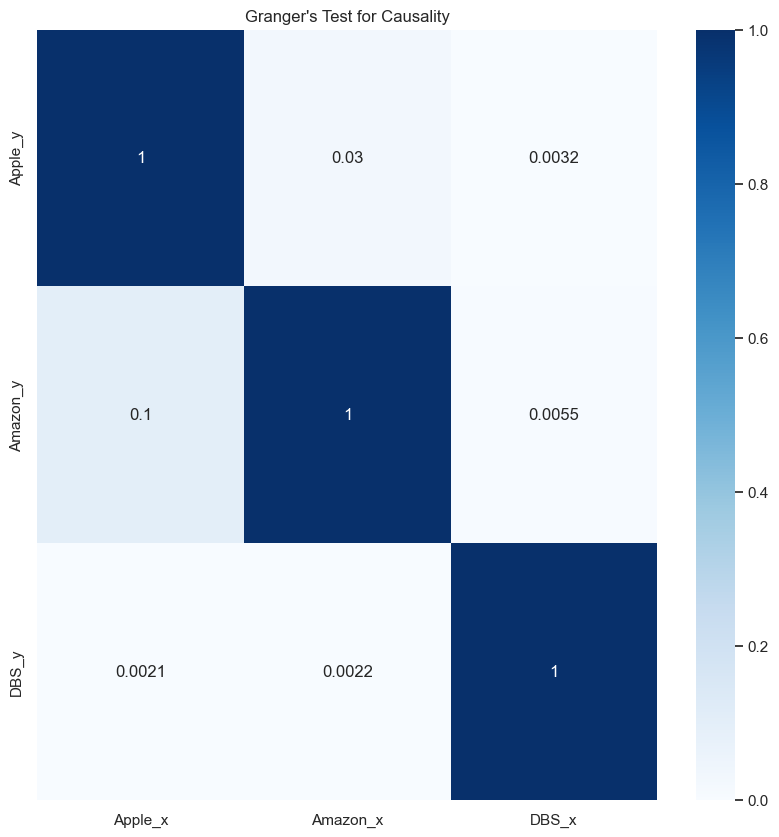 Granger's Test for Causality
Apple_y
1
0.03
0.0032
Amazon_y
0.1
1
0.0055
DBS_y
0.0021
0.0022
1
Apple_x
Amazon_x
DBS_x
1.0
0.8
0.6
0.4
0.2
0.0